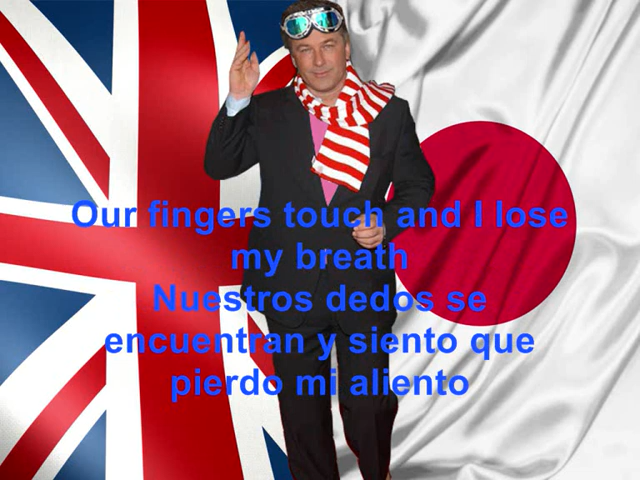 Our fingers touch and I lose
my breath
Nuestros dedos se
encuentran y siento que
pierdo mi aliento